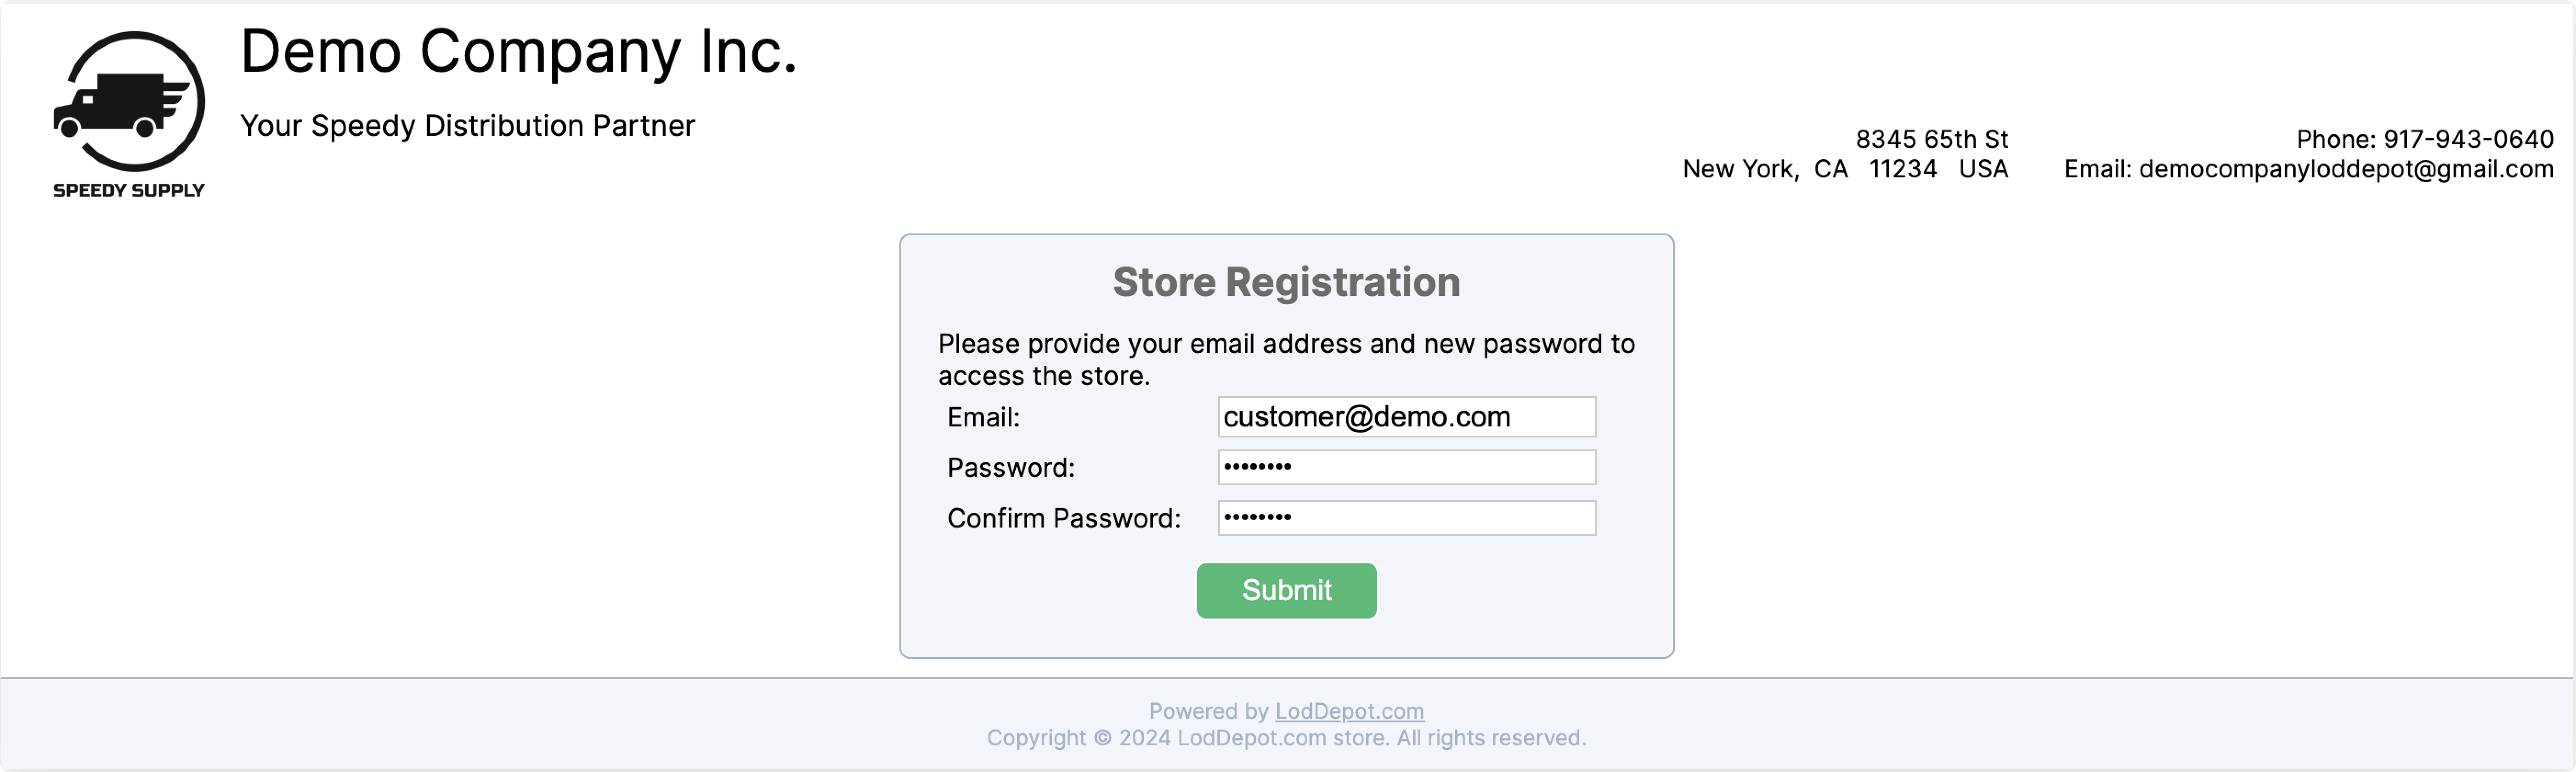 Demo Company Inc.
Your Speedy Distribution Partner
SPEEDY SUPPLY
8345 65th St
New York, CA 11234 USA
Phone: 917-943-0640
Email: democompanyloddepot@gmail.com
Store Registration
Please provide your email address and new password to
access the store.
Email: customer@demo.com
Password: ••••••••
Confirm Password: ••••••••
Submit
Powered by LodDepot.com
Copyright © 2024 LodDepot.com store. All rights reserved.